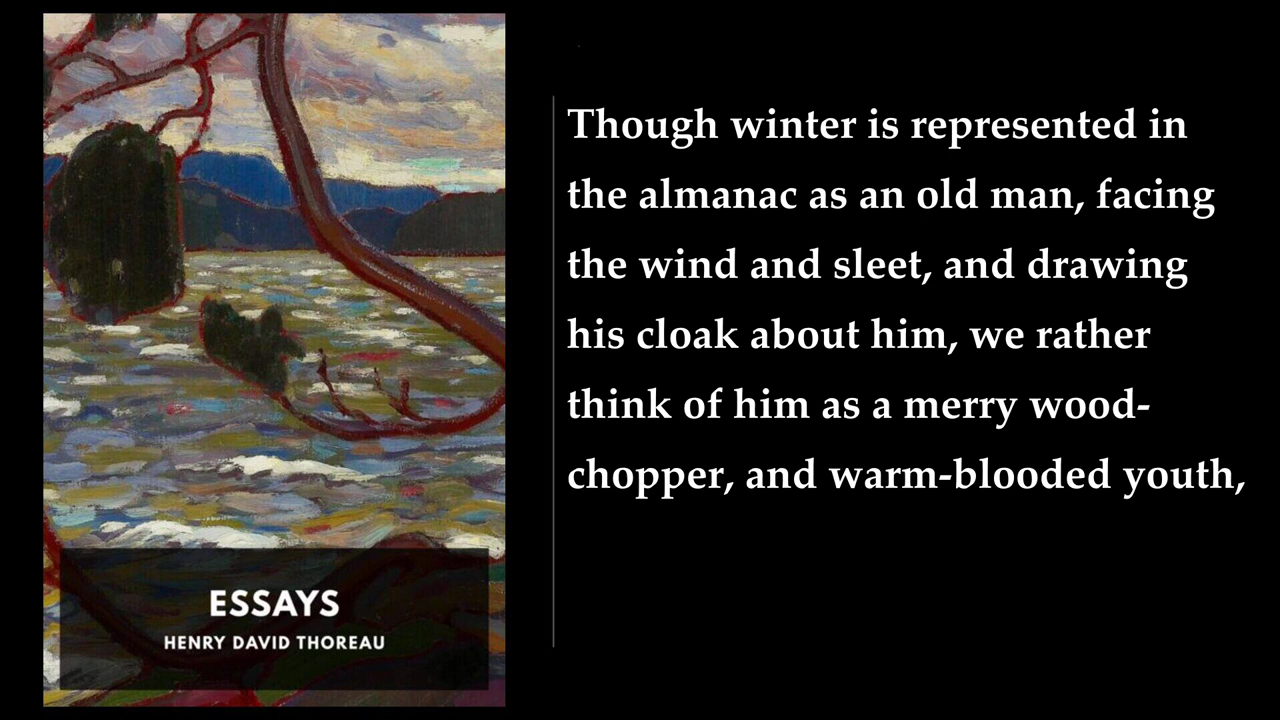 ESSAYS
HENRY DAVID THOREAU
Though winter is represented in
the almanac as an old man, facing
the wind and sleet, and drawing
his cloak about him, we rather
think of him as a merry wood-
chopper, and warm-blooded youth,